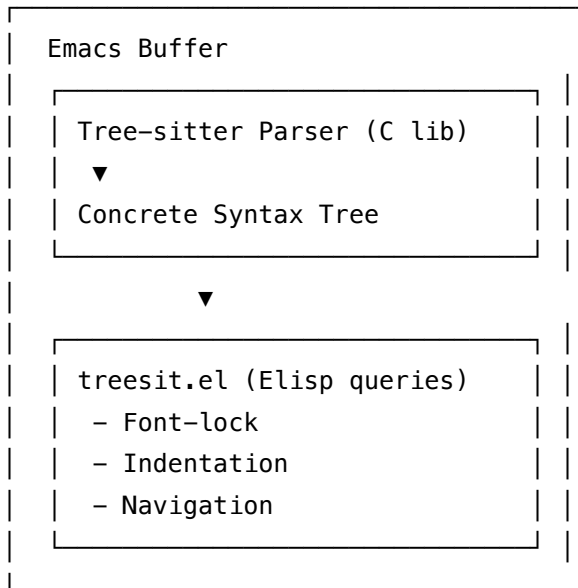 Emacs Buffer
Tree-sitter Parser (C lib)
▼
Concrete Syntax Tree
▼
treesit.el (Elisp queries)
- Font-lock
- Indentation
- Navigation